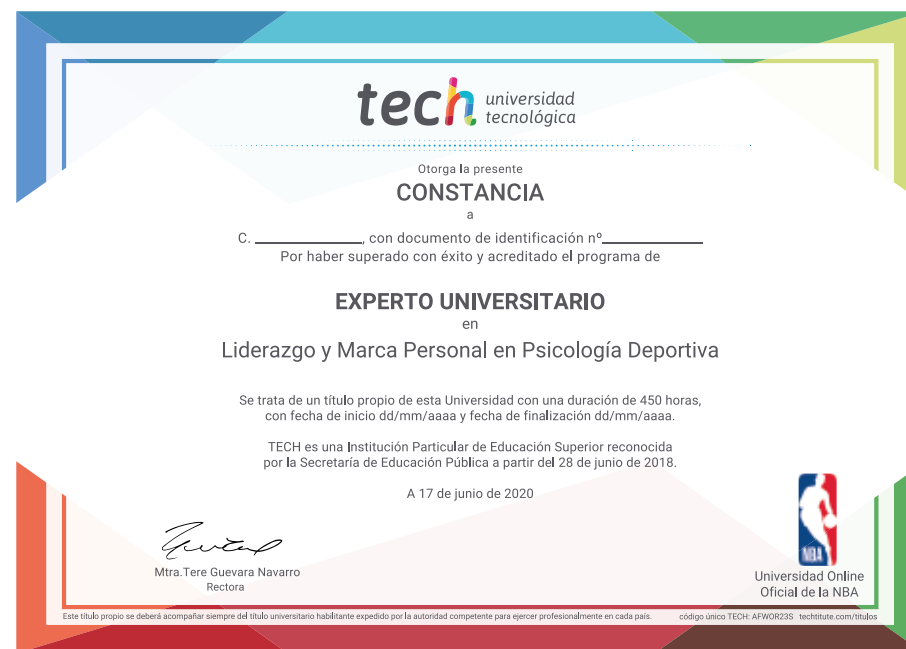 tech universidad
tecnológica
Otorga la presente
CONSTANCIA
a
C. ____________, con documento de identificación nº____________
Por haber superado con éxito y acreditado el programa de
EXPERTO UNIVERSITARIO
en
Liderazgo y Marca Personal en Psicología Deportiva
Se trata de un título propio de esta Universidad con una duración de 450 horas,
con fecha de inicio dd/mm/aaaa y fecha de finalización dd/mm/aaaa.
TECH es una Institución Particular de Educación Superior reconocida
por la Secretaría de Educación Pública a partir del 28 de junio de 2018.
A 17 de junio de 2020
Mtra.Tere Guevara Navarro
Rectora
NBA
Universidad Online
Oficial de la NBA
Este título propio se deberá acompañar siempre del título universitario habilitante expedido por la autoridad competente para ejercer profesionalmente en cada país. código único TECH: AFWOR23S techtitute.com/titulos